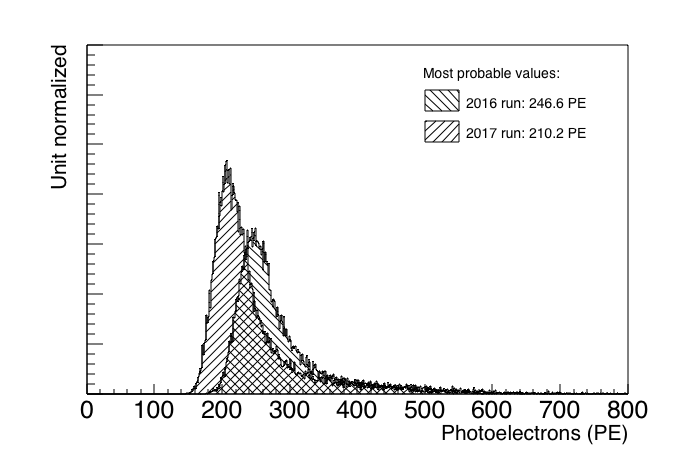 Unit normalized
Most probable values:
2016 run: 246.6 PE
2017 run: 210.2 PE
0 100 200 300 400 500 600 700 800
Photoelectrons (PE)